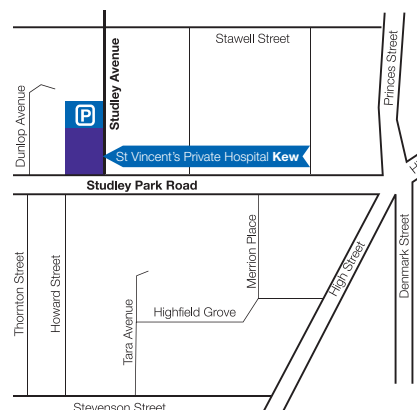 Stawell Street
Princes Street
Studley Avenue
Dunlop Avenue
P
St Vincent's Private Hospital Kew
Studley Park Road
Thornton Street
Howard Street
Merrion Place
High Street
Denmark Street
Tara Avenue
Highfield Grove
Stevenson Street